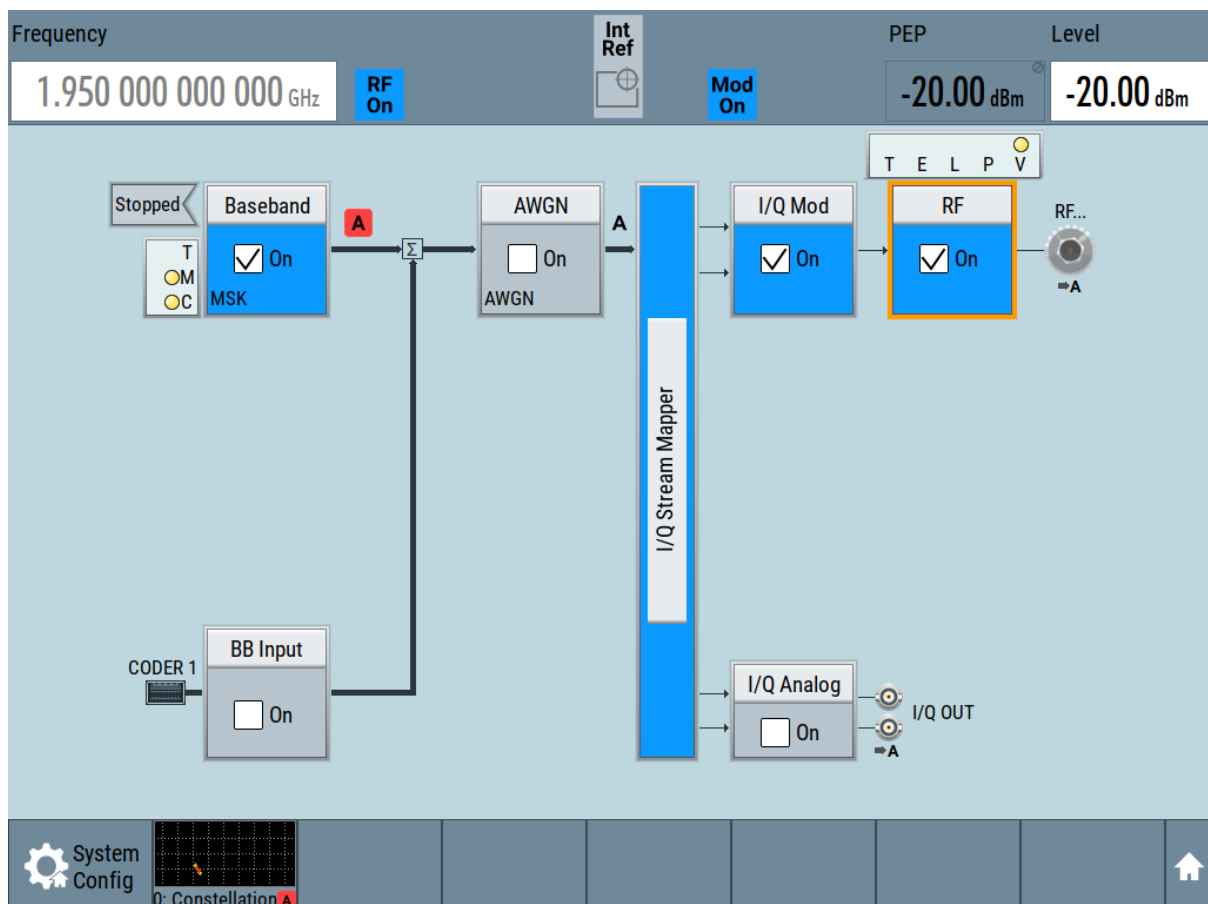 Frequency
Int
Ref
PEP
Level
1.950 000 000 000 GHz
RF
On
Mod
On
-20.00 dBm
-20.00 dBm
T E L P V
Stopped
Baseband
A
AWGN
A
I/Q Mod
RF
RF...
T
M
C
On
Σ
On
On
On
MSK
AWGN
➡A
I/Q Stream Mapper
BB Input
CODER 1
On
I/Q Analog
On
I/Q OUT
➡A
System
Config
0: Constellation A